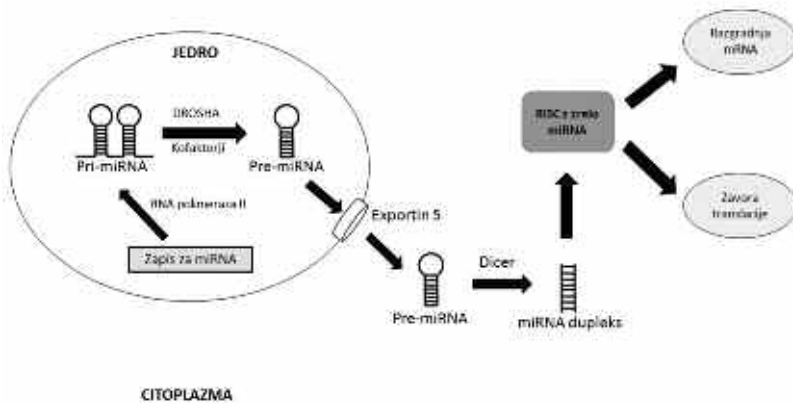 JEDRO
DROSHA
Kofaktorji
Pri-miRNA
Pre-miRNA
RNA polimeraza II
Zapis za miRNA
Exportin 5
Pre-miRNA
Dicer
miRNA dupleks
RISC z zrelo
miRNA
Razgradnja
mRNA
Zavora
translacije
CITOPLAZMA